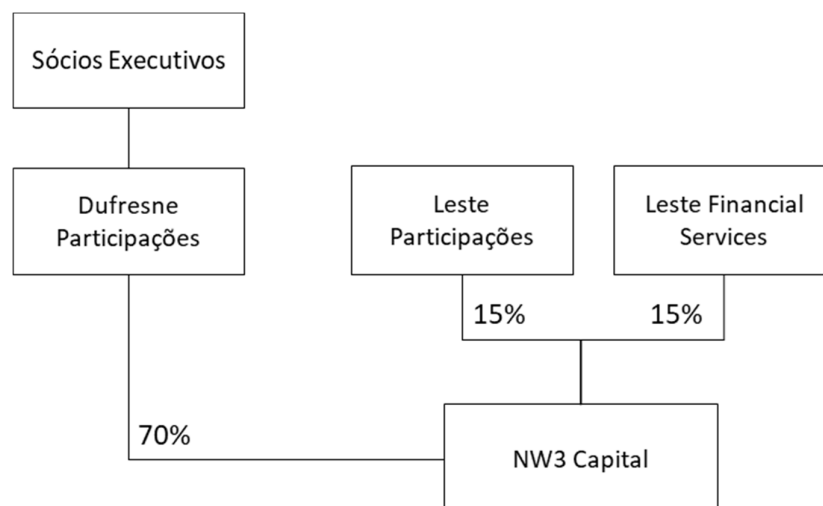 Sócios Executivos
Dufresne
Participações
Leste
Participações
Leste Financial
Services
15%
15%
70%
NW3 Capital